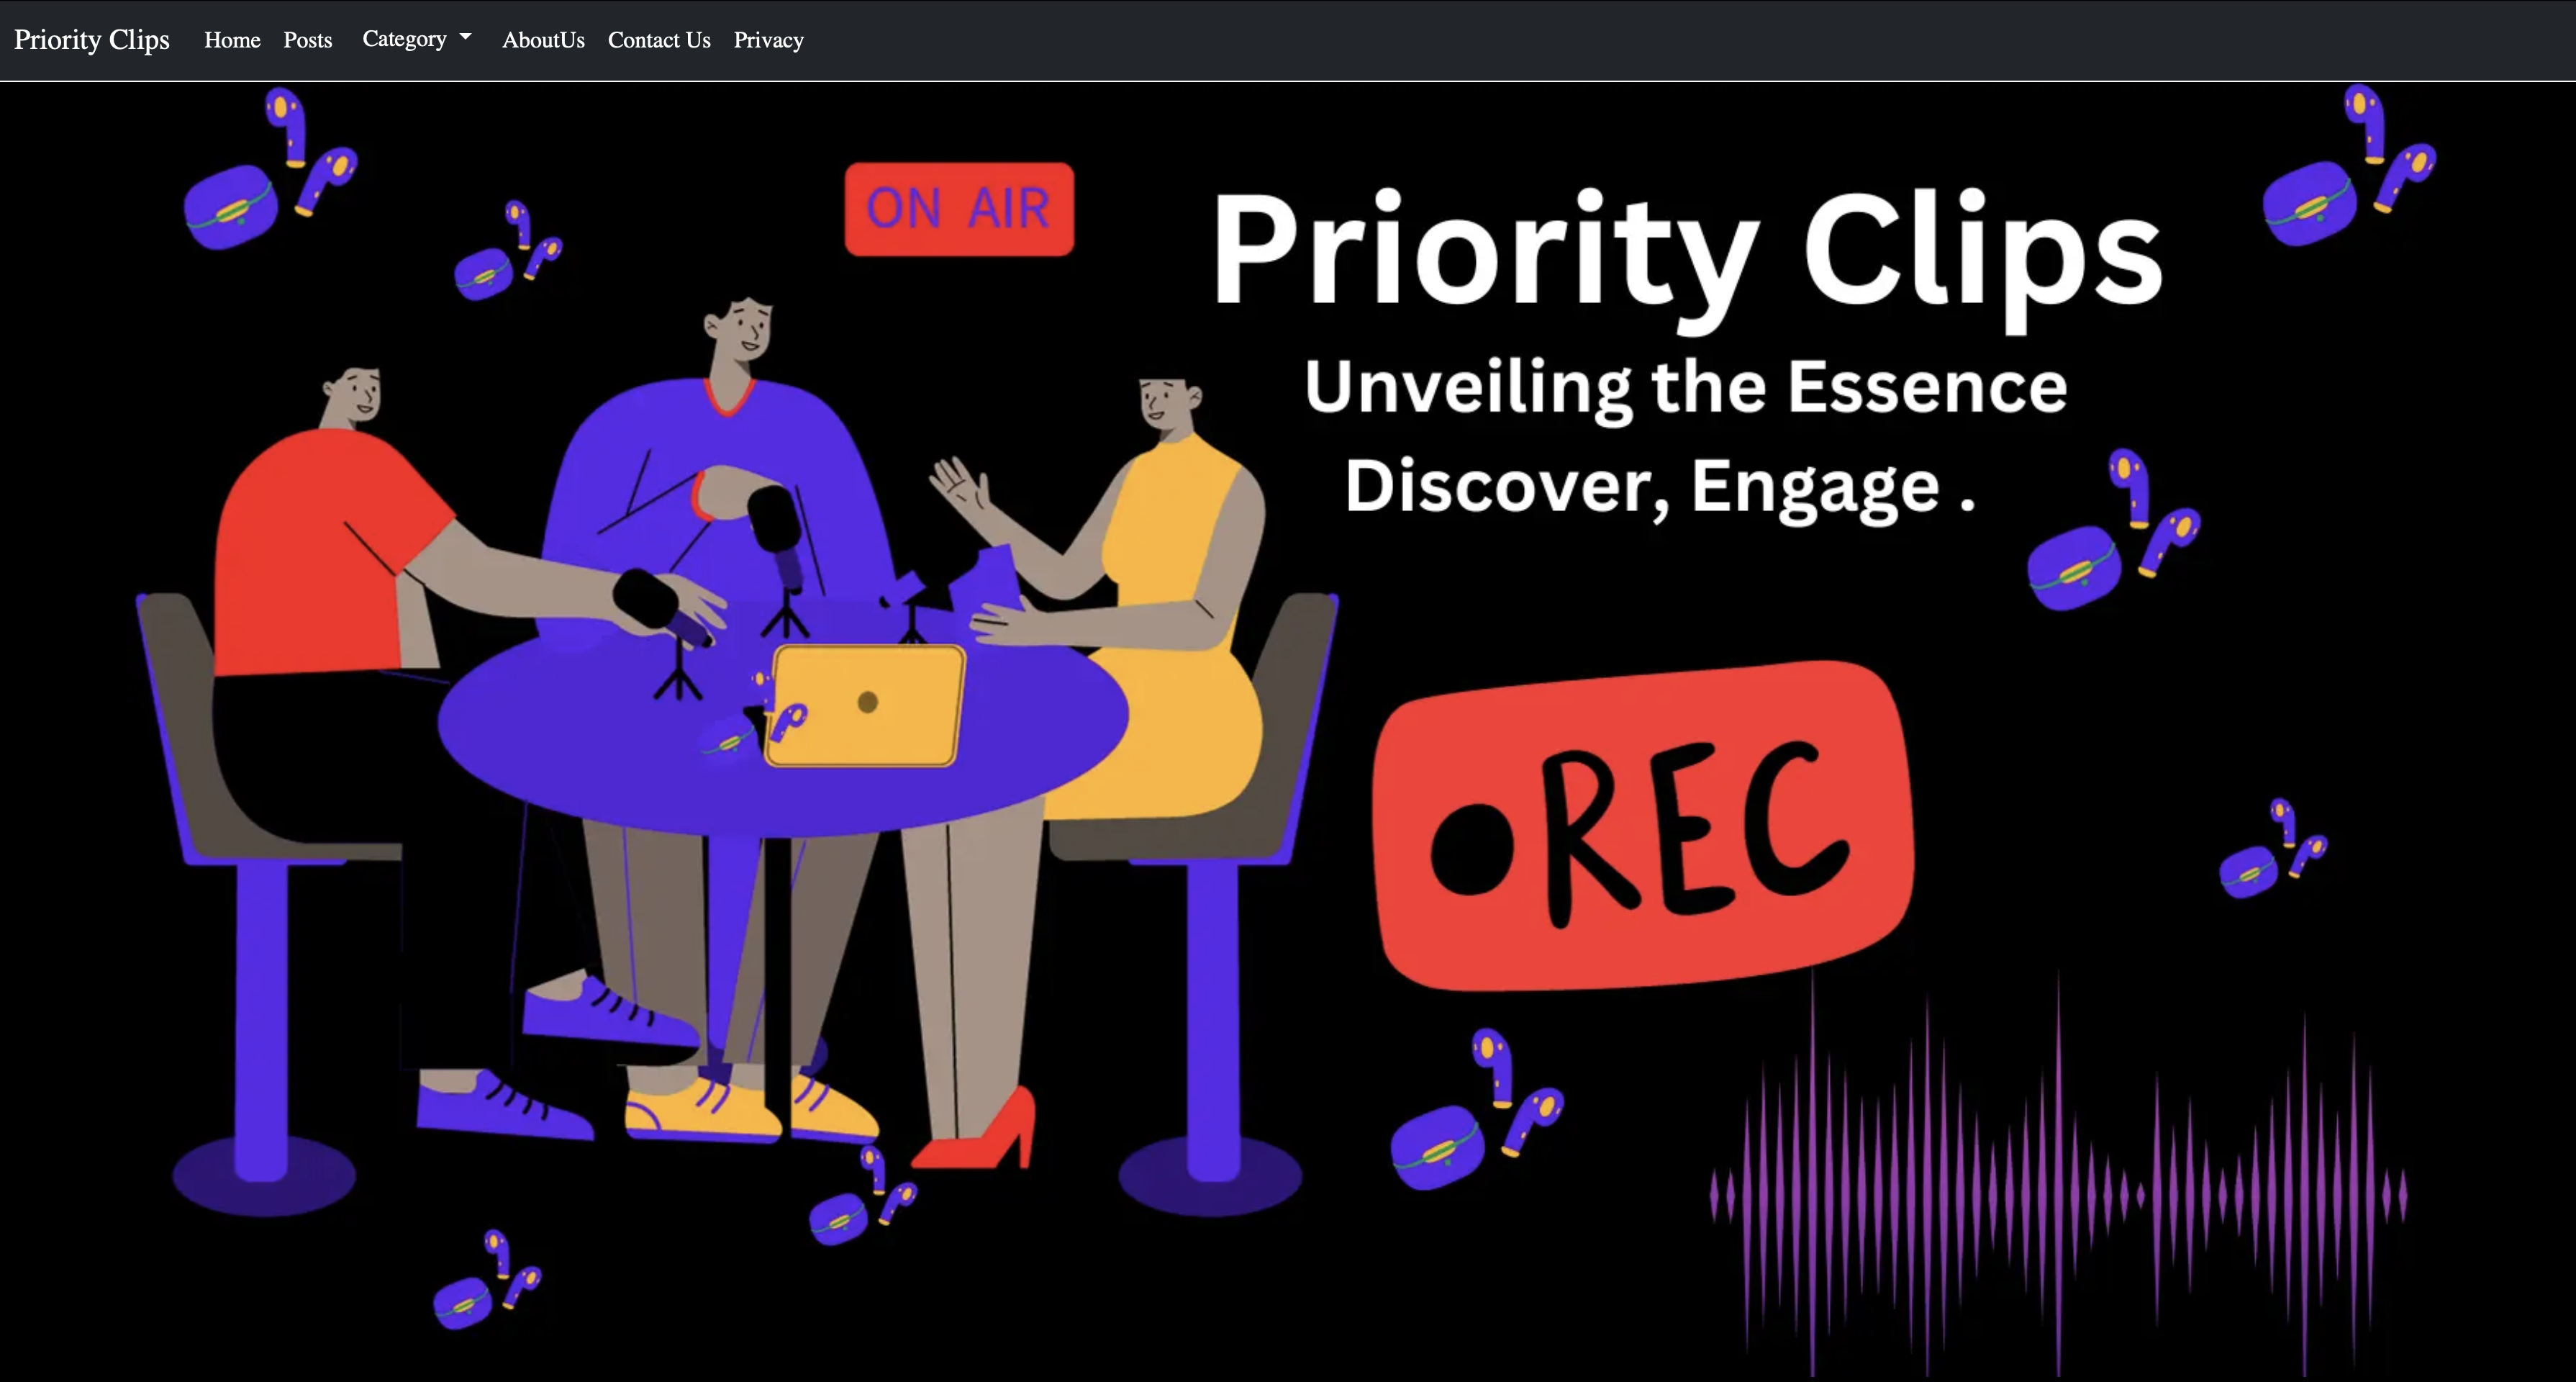 Priority Clips Home Posts Category AboutUs Contact Us Privacy
ON AIR
Priority Clips
Unveiling the Essence
Discover, Engage .
REC